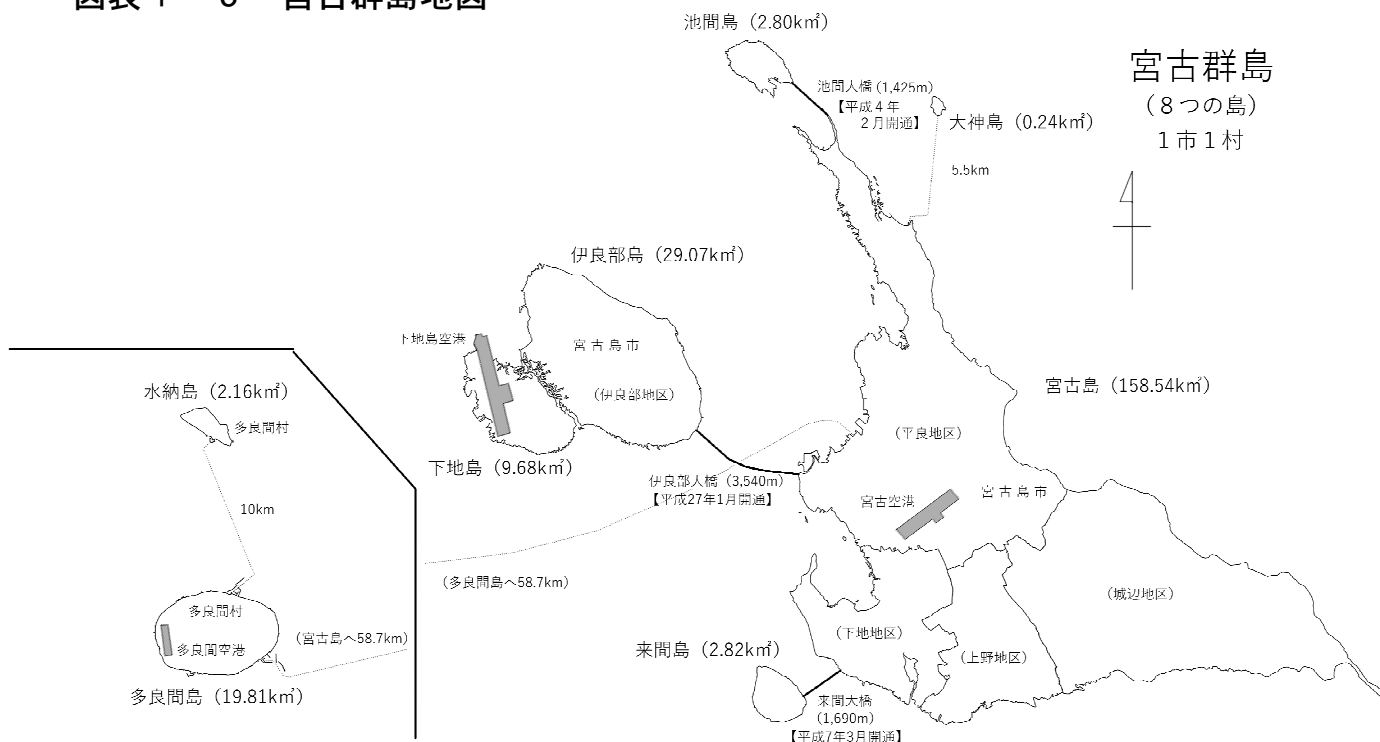 宮古群島地図
池間島（2.80k㎡）
宮古群島
（８つの島）
１市１村
池間大橋（1,425m）
【平成４年
２月開通】
大神島（0.24k㎡）
5.5km
伊良部島（29.07k㎡）
下地島空港
宮古島市
（伊良部地区）
水納島（2.16k㎡）
多良間村
宮古島（158.54k㎡）
（平良地区）
下地島（9.68k㎡）
伊良部大橋（3,540m）
【平成27年1月開通】
宮古空港
宮古島市
10km
（多良間島へ58.7km）
（城辺地区）
多良間村
多良間空港
（宮古島へ58.7km）
（下地地区）
来間島（2.82k㎡）
（上野地区）
多良間島（19.81k㎡）
来間大橋
（1,690m）
【平成7年3月開通】